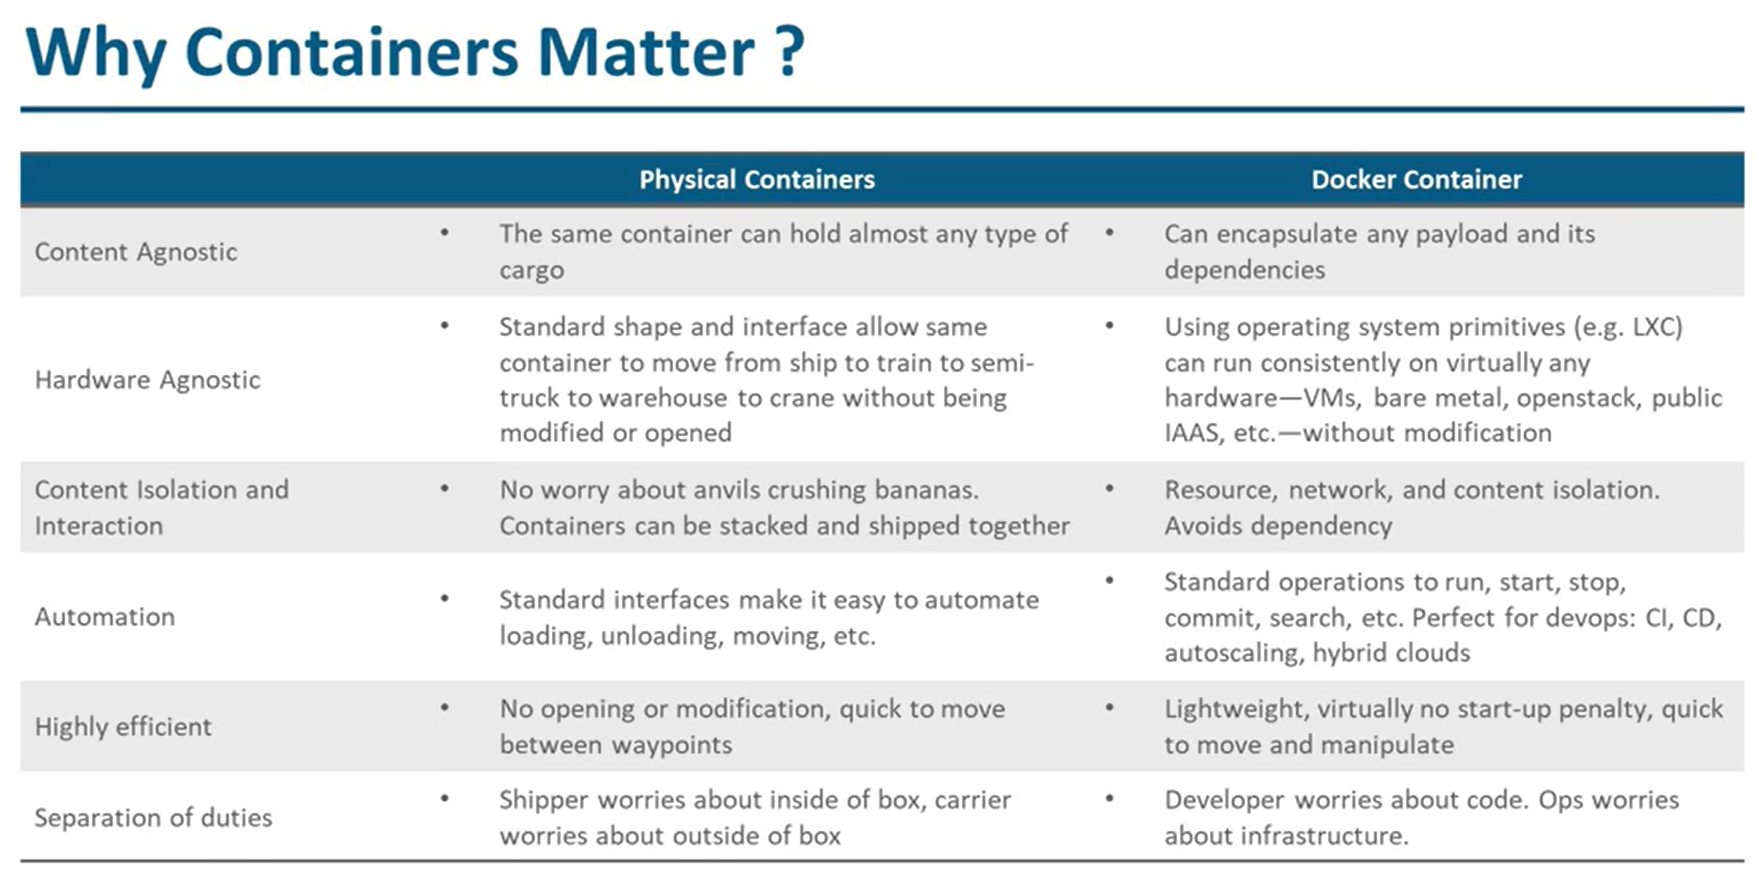 Why Containers Matter ?
Physical Containers
Docker Container
Content Agnostic
• The same container can hold almost any type of
cargo
• Can encapsulate any payload and its
dependencies
Hardware Agnostic
• Standard shape and interface allow same
container to move from ship to train to semi-
truck to warehouse to crane without being
modified or opened
• Using operating system primitives (e.g. LXC)
can run consistently on virtually any
hardware—VMs, bare metal, openstack, public
IAAS, etc.—without modification
Content Isolation and
Interaction
• No worry about anvils crushing bananas.
Containers can be stacked and shipped together
• Resource, network, and content isolation.
Avoids dependency
Automation
• Standard interfaces make it easy to automate
loading, unloading, moving, etc.
• Standard operations to run, start, stop,
commit, search, etc. Perfect for devops: CI, CD,
autoscaling, hybrid clouds
Highly efficient
• No opening or modification, quick to move
between waypoints
• Lightweight, virtually no start-up penalty, quick
to move and manipulate
Separation of duties
• Shipper worries about inside of box, carrier
worries about outside of box
• Developer worries about code. Ops worries
about infrastructure.